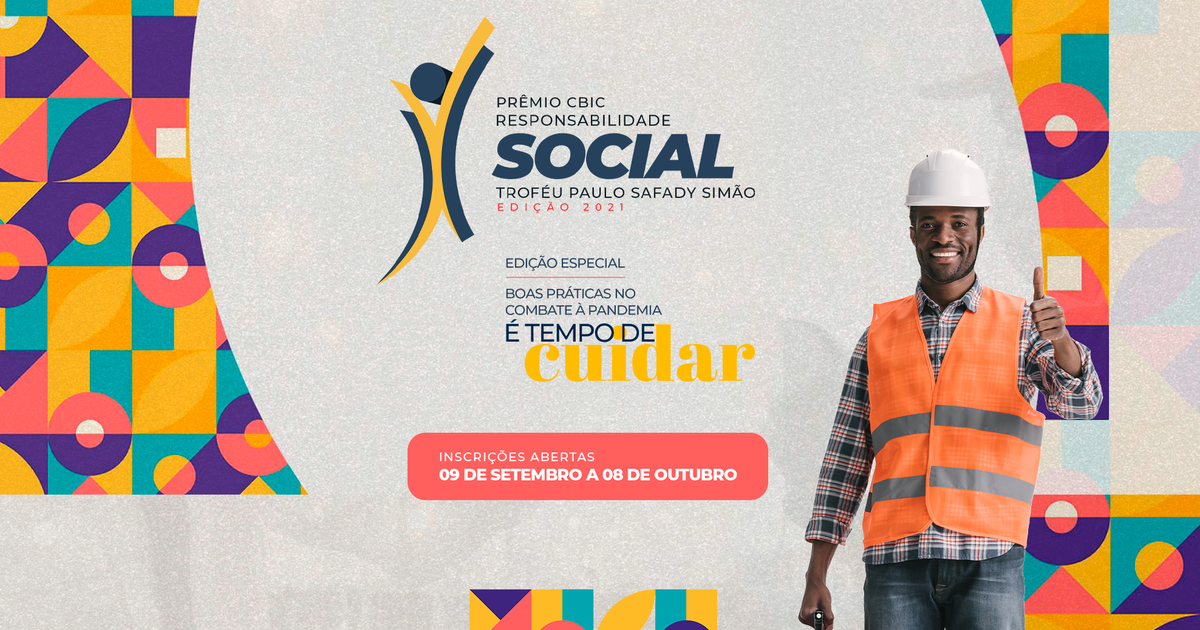 PRÊMIO CBIC
RESPONSABILIDADE
SOCIAL
TROFÉU PAULO SAFADY SIMÃO
EDIÇÃO 2021
EDIÇÃO ESPECIAL
BOAS PRÁTICAS NO
COMBATE À PANDEMIA
É TEMPO DE
cuidar
INSCRIÇÕES ABERTAS
09 DE SETEMBRO A 08 DE OUTUBRO